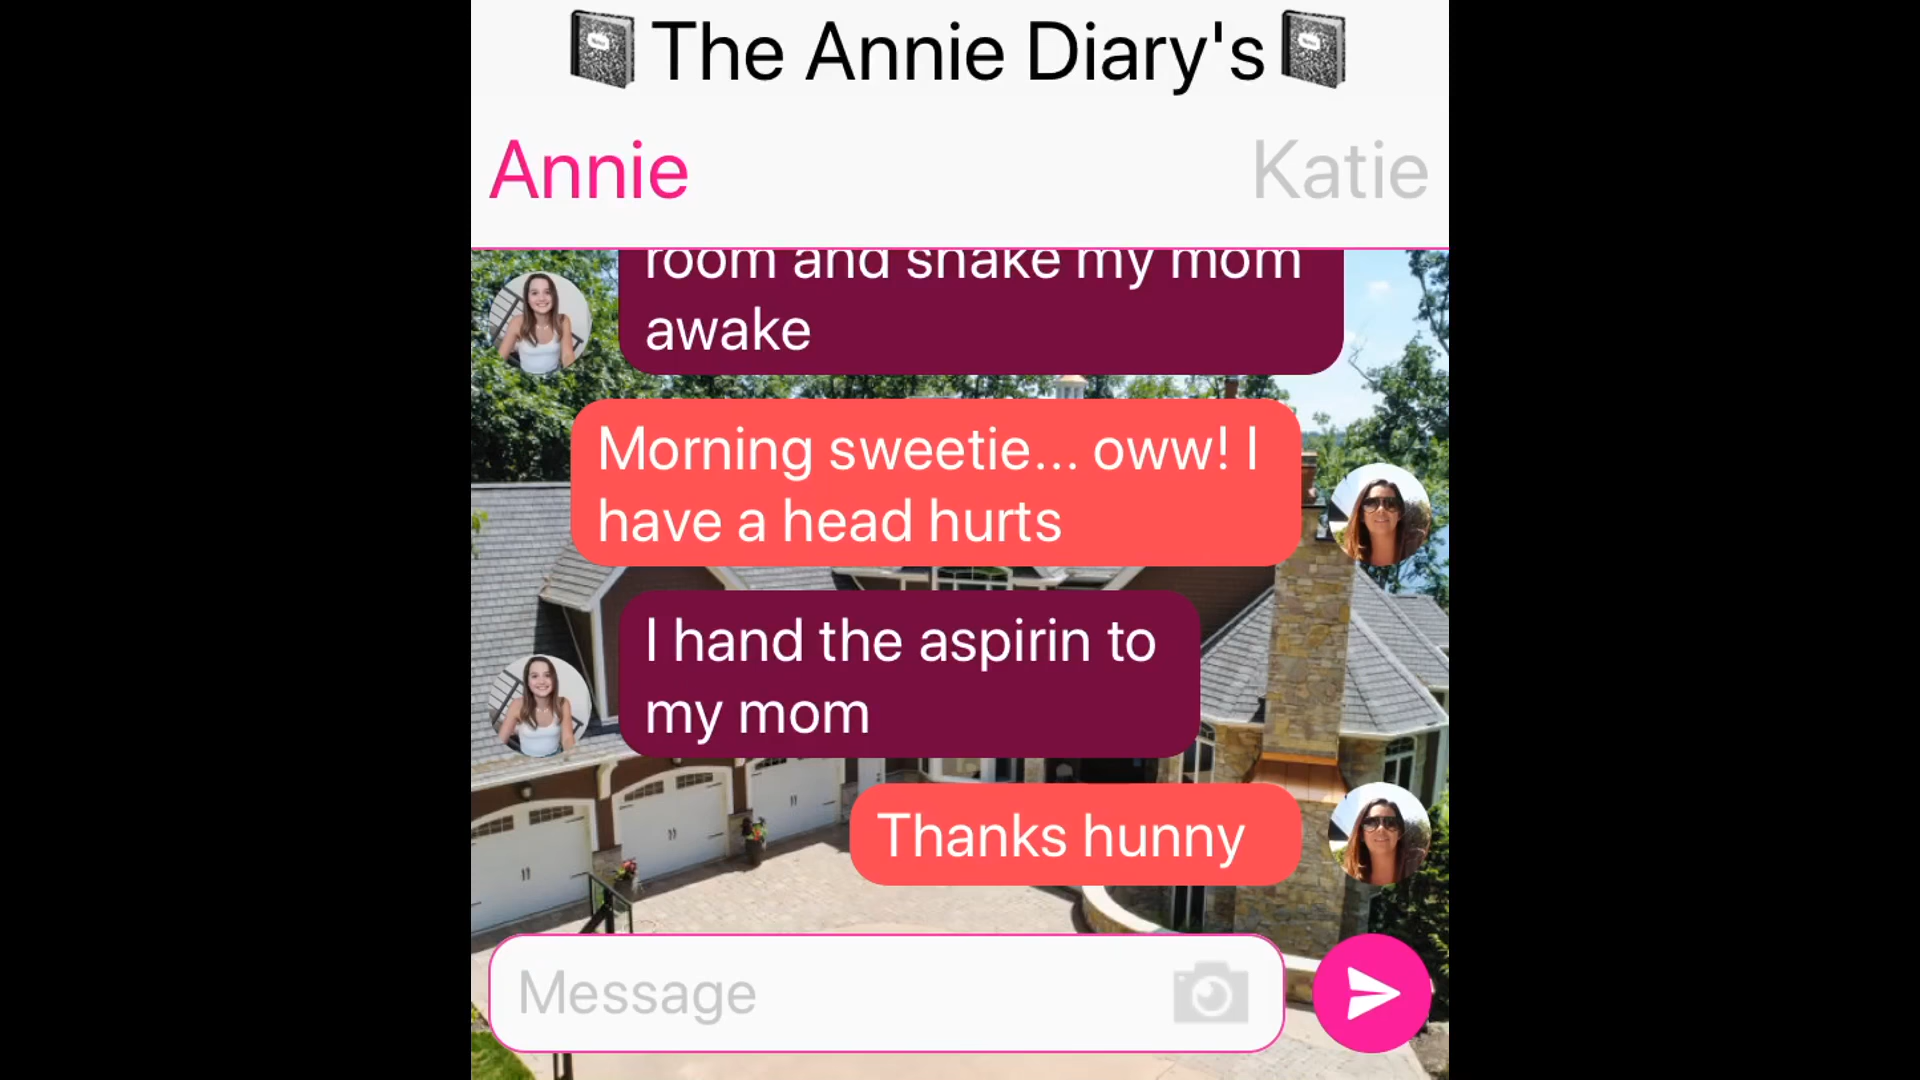 The Annie Diary's
Annie
Katie
room and shake my mom
awake
Morning sweetie... oww! I
have a head hurts
I hand the aspirin to
my mom
Thanks hunny
Message